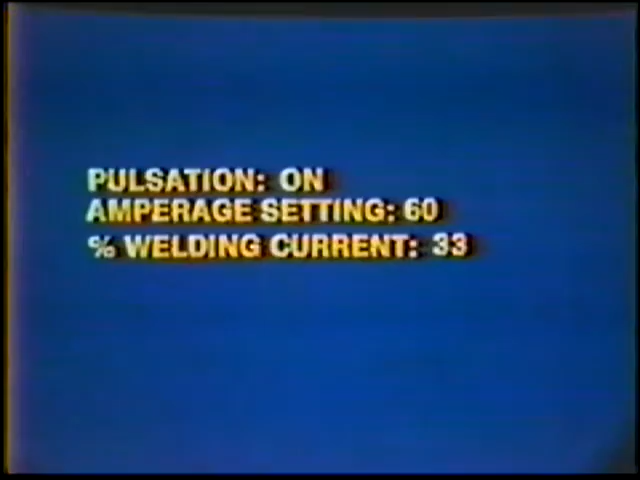 PULSATION: ON
AMPERAGE SETTING: 60
% WELDING CURRENT: 33